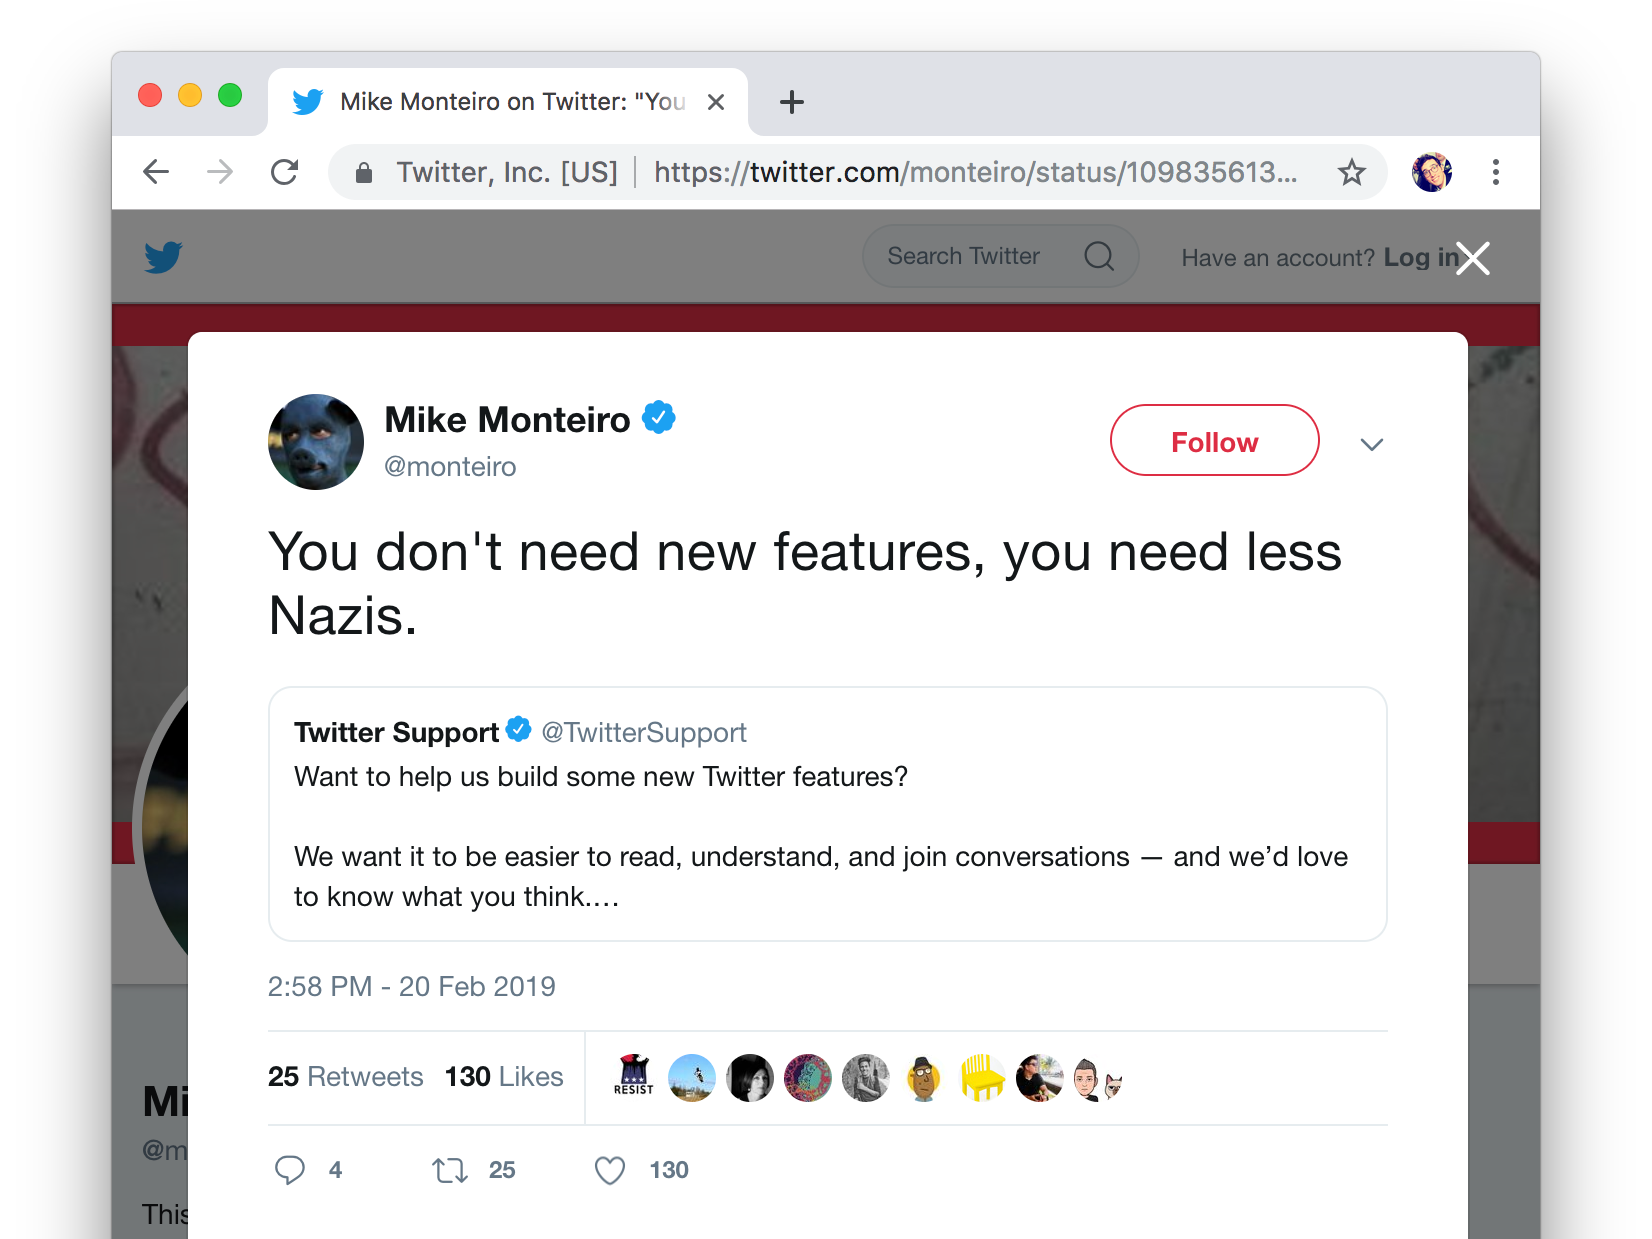 Mike Monteiro on Twitter: "You
Twitter, Inc. [US] https://twitter.com/monteiro/status/109835613...
Search Twitter
Have an account? Log in
Mike Monteiro
@monteiro
Follow
You don't need new features, you need less
Nazis.
Twitter Support @TwitterSupport
Want to help us build some new Twitter features?
We want it to be easier to read, understand, and join conversations — and we’d love
to know what you think.…
2:58 PM - 20 Feb 2019
25 Retweets 130 Likes
RESIST
4 25 130
Mi
@m
This